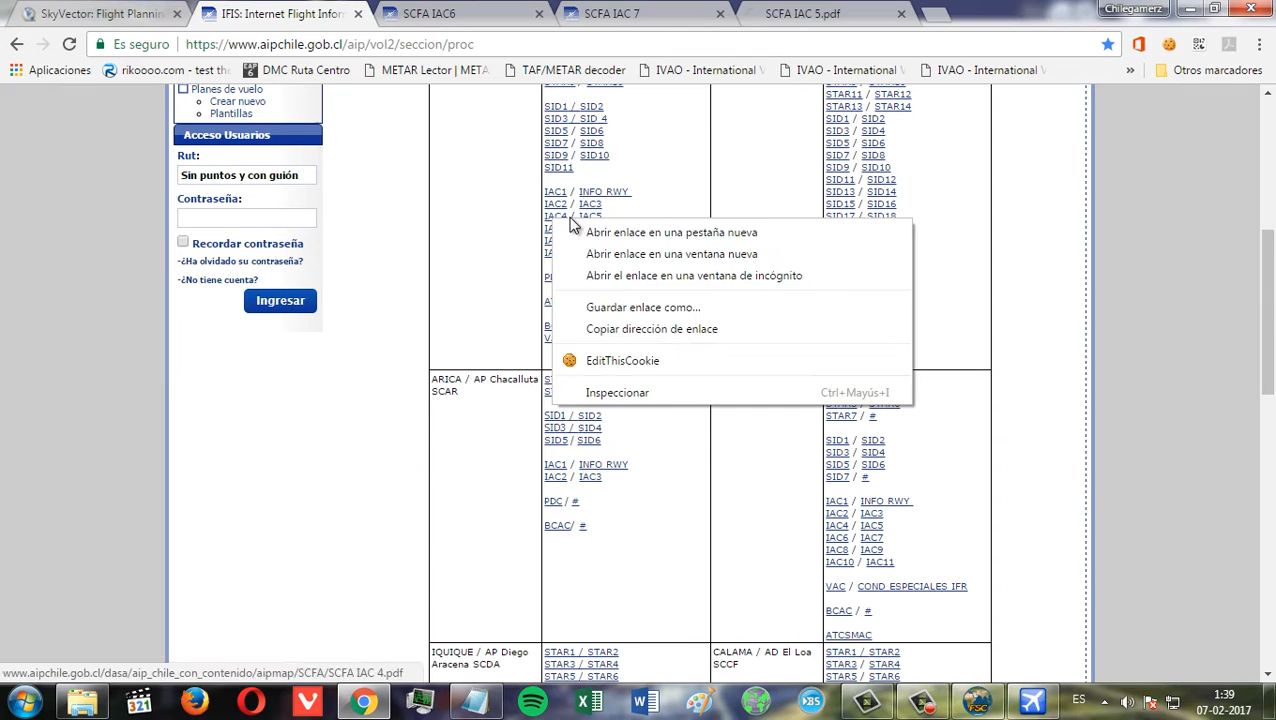 SkyVector: Flight Plannin
IFIS: Internet Flight Infor
SCFA IAC6
SCFA IAC 7
SCFA IAC 5.pdf
Chilegamerz
Es seguro
https://www.aipchile.gob.cl/aip/vol2/seccion/proc
Aplicaciones
rikoooo.com - test the
DMC Ruta Centro
METAR Lector | META
TAF/METAR decoder
IVAO - International V
IVAO - International V
IVAO - International V
»
Otros marcadores
Planes de vuelo
Crear nuevo
Plantillas
Acceso Usuarios
Rut:
Sin puntos y con guión
Contraseña:
Recordar contraseña
-¿Ha olvidado su contraseña?
-¿No tiene cuenta?
Ingresar
SID1 / SID2
SID3 / SID 4
SID5 / SID6
SID7 / SID8
SID9 / SID10
SID11
IAC1 / INFO RWY
IAC2 / IAC3
IAC4 / IAC5
STAR11 / STAR12
STAR13 / STAR14
SID1 / SID2
SID3 / SID4
SID5 / SID6
SID7 / SID8
SID9 / SID10
SID11 / SID12
SID13 / SID14
SID15 / SID16
SID17 / SID18
Abrir enlace en una pestaña nueva
Abrir enlace en una ventana nueva
Abrir el enlace en una ventana de incógnito
Guardar enlace como...
Copiar dirección de enlace
EditThisCookie
Inspeccionar Ctrl+Mayús+I
ARICA / AP Chacalluta
SCAR
SID1 / SID2
SID3 / SID4
SID5 / SID6
IAC1 / INFO RWY
IAC2 / IAC3
PDC / #
BCAC/ #
STAR7 / #
SID1 / SID2
SID3 / SID4
SID5 / SID6
SID7 / #
IAC1 / INFO RWY
IAC2 / IAC3
IAC4 / IAC5
IAC6 / IAC7
IAC8 / IAC9
IAC10 / IAC11
VAC / COND ESPECIALES IFR
BCAC / #
ATCSMAC
IQUIQUE / AP Diego
Aracena SCDA
STAR1 / STAR2
STAR3 / STAR4
STAR5 / STAR6
CALAMA / AD El Loa
SCCF
STAR1 / STAR2
STAR3 / STAR4
STAR5 / STAR6
www.aipchile.gob.cl/dasa/aip_chile_con_contenido/aipmap/SCFA/SCFA IAC 4.pdf
321
FSC
ES
1:39
07-02-2017